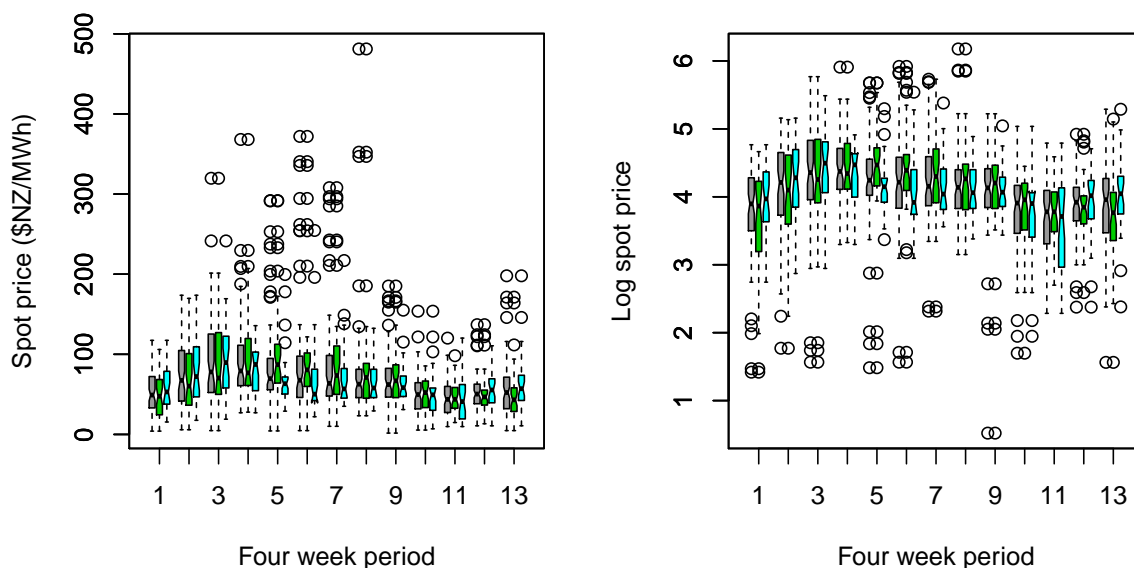 500
400
300
200
100
0
Spot price ($NZ/MWh)
1 3 5 7 9 11 13
Four week period
6
5
4
3
2
1
Log spot price
1 3 5 7 9 11 13
Four week period